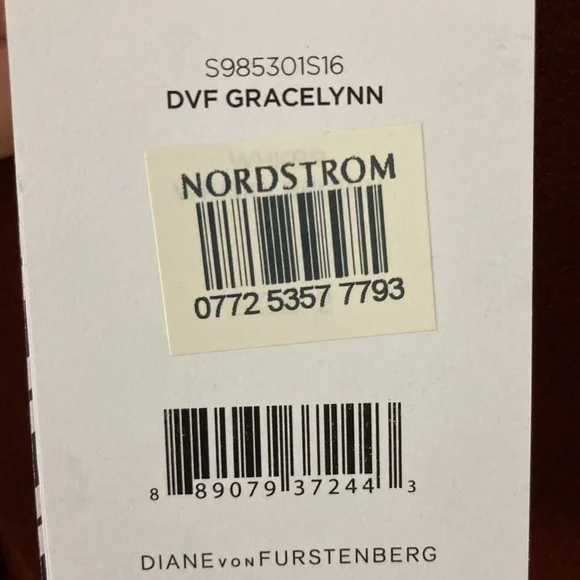 S985301S16
DVF GRACELYNN
NORDSTROM
0772 5357 7793
8 89079 37244 3
DIANE VON FURSTENBERG